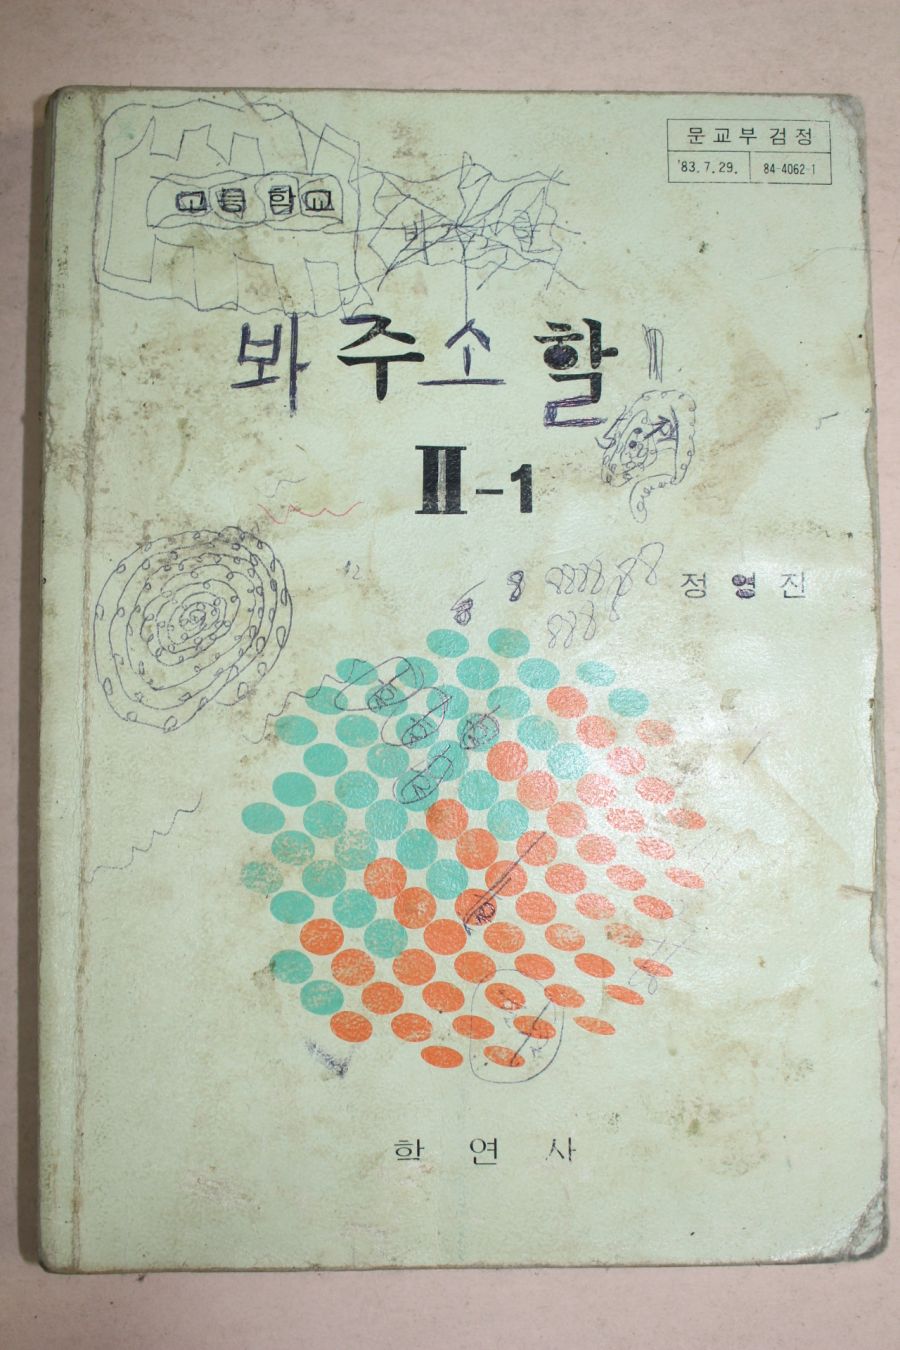 문교부 검정
'83.7.29. 84-4062-1
고등학교
봐주소할
II-1
정영진
학연사